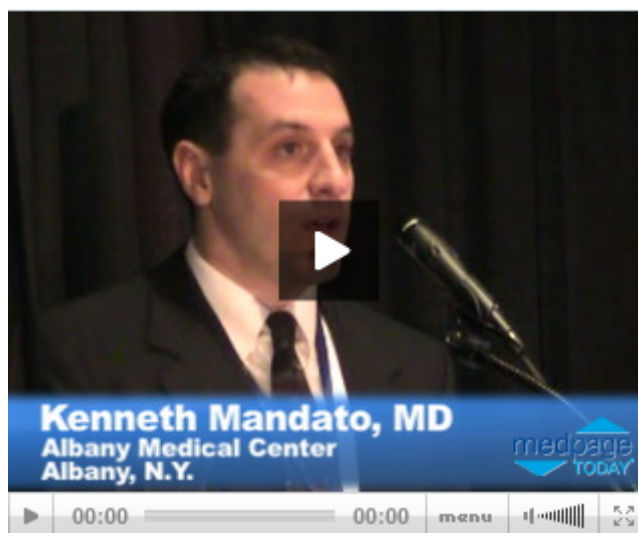 Kenneth Mandato, MD
Albany Medical Center
Albany, N.Y.
medpage
TODAY
00:00
00:00
menu